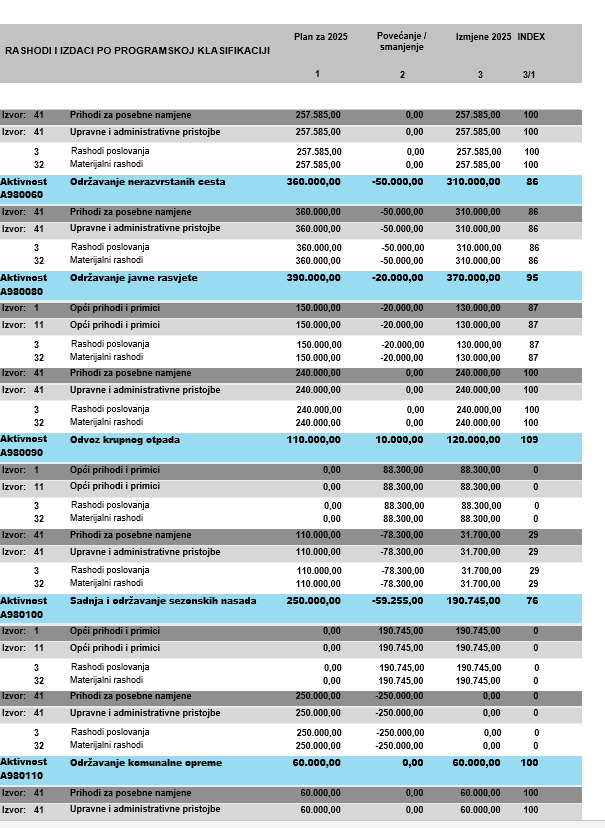 RASHODI I IZDACI PO PROGRAMSKOJ KLASIFIKACIJI Plan za 2025 Povećanje / smanjenje Izmjene 2025 INDEX
1 2 3 3/1
Izvor: 41 Prihodi za posebne namjene 257.585,00 0,00 257.585,00 100
Izvor: 41 Upravne i administrativne pristojbe 257.585,00 0,00 257.585,00 100
3 Rashodi poslovanja 257.585,00 0,00 257.585,00 100
32 Materijalni rashodi 257.585,00 0,00 257.585,00 100
Aktivnost Održavanje nerazvrstanih cesta 360.000,00 -50.000,00 310.000,00 86
A980060
Izvor: 41 Prihodi za posebne namjene 360.000,00 -50.000,00 310.000,00 86
Izvor: 41 Upravne i administrativne pristojbe 360.000,00 -50.000,00 310.000,00 86
3 Rashodi poslovanja 360.000,00 -50.000,00 310.000,00 86
32 Materijalni rashodi 360.000,00 -50.000,00 310.000,00 86
Aktivnost Održavanje javne rasvjete 390.000,00 -20.000,00 370.000,00 95
A980080
Izvor: 1 Opći prihodi i primici 150.000,00 -20.000,00 130.000,00 87
Izvor: 11 Opći prihodi i primici 150.000,00 -20.000,00 130.000,00 87
3 Rashodi poslovanja 150.000,00 -20.000,00 130.000,00 87
32 Materijalni rashodi 150.000,00 -20.000,00 130.000,00 87
Izvor: 41 Prihodi za posebne namjene 240.000,00 0,00 240.000,00 100
Izvor: 41 Upravne i administrativne pristojbe 240.000,00 0,00 240.000,00 100
3 Rashodi poslovanja 240.000,00 0,00 240.000,00 100
32 Materijalni rashodi 240.000,00 0,00 240.000,00 100
Aktivnost Odvoz krupnog otpada 110.000,00 10.000,00 120.000,00 109
A980090
Izvor: 1 Opći prihodi i primici 0,00 88.300,00 88.300,00 0
Izvor: 11 Opći prihodi i primici 0,00 88.300,00 88.300,00 0
3 Rashodi poslovanja 0,00 88.300,00 88.300,00 0
32 Materijalni rashodi 0,00 88.300,00 88.300,00 0
Izvor: 41 Prihodi za posebne namjene 110.000,00 -78.300,00 31.700,00 29
Izvor: 41 Upravne i administrativne pristojbe 110.000,00 -78.300,00 31.700,00 29
3 Rashodi poslovanja 110.000,00 -78.300,00 31.700,00 29
32 Materijalni rashodi 110.000,00 -78.300,00 31.700,00 29
Aktivnost Sadnja i održavanje sezonskih nasada 250.000,00 -59.255,00 190.745,00 76
A980100
Izvor: 1 Opći prihodi i primici 0,00 190.745,00 190.745,00 0
Izvor: 11 Opći prihodi i primici 0,00 190.745,00 190.745,00 0
3 Rashodi poslovanja 0,00 190.745,00 190.745,00 0
32 Materijalni rashodi 0,00 190.745,00 190.745,00 0
Izvor: 41 Prihodi za posebne namjene 250.000,00 -250.000,00 0,00 0
Izvor: 41 Upravne i administrativne pristojbe 250.000,00 -250.000,00 0,00 0
3 Rashodi poslovanja 250.000,00 -250.000,00 0,00 0
32 Materijalni rashodi 250.000,00 -250.000,00 0,00 0
Aktivnost Održavanje komunalne opreme 60.000,00 0,00 60.000,00 100
A980110
Izvor: 41 Prihodi za posebne namjene 60.000,00 0,00 60.000,00 100
Izvor: 41 Upravne i administrativne pristojbe 60.000,00 0,00 60.000,00 100